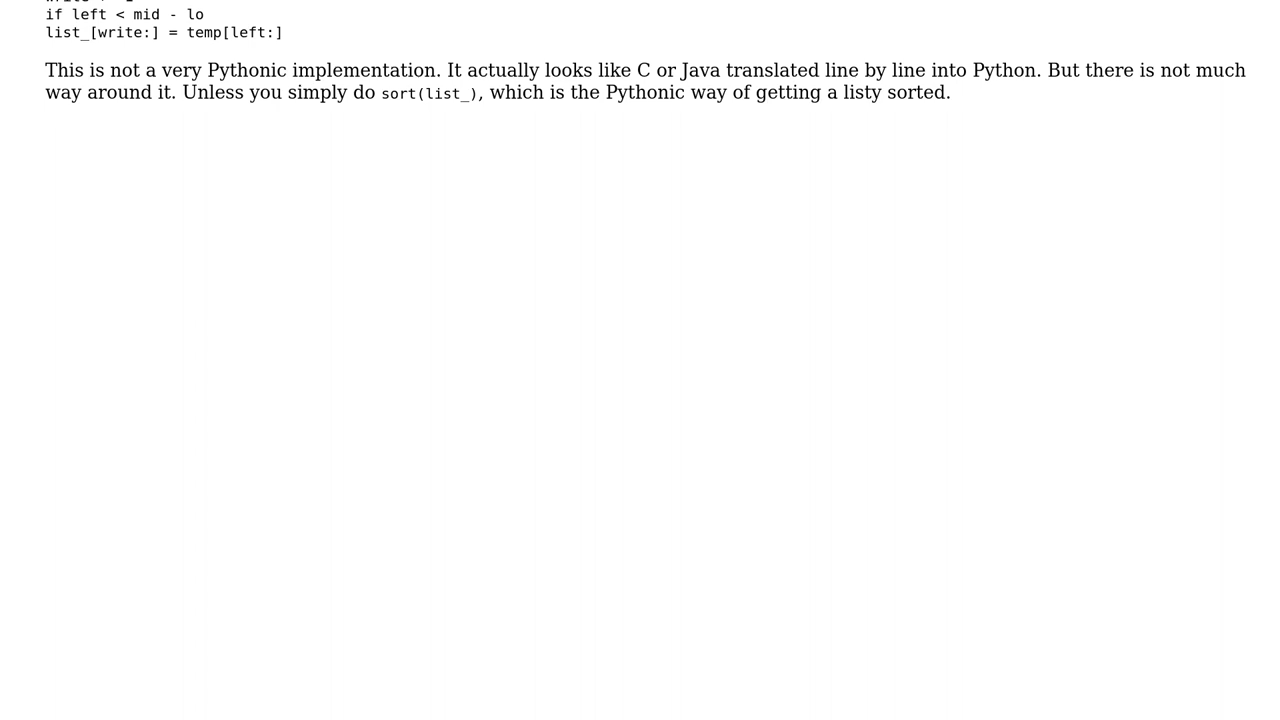 if left < mid - lo
list_[write:] = temp[left:]
This is not a very Pythonic implementation. It actually looks like C or Java translated line by line into Python. But there is not much
way around it. Unless you simply do sort(list_), which is the Pythonic way of getting a listy sorted.